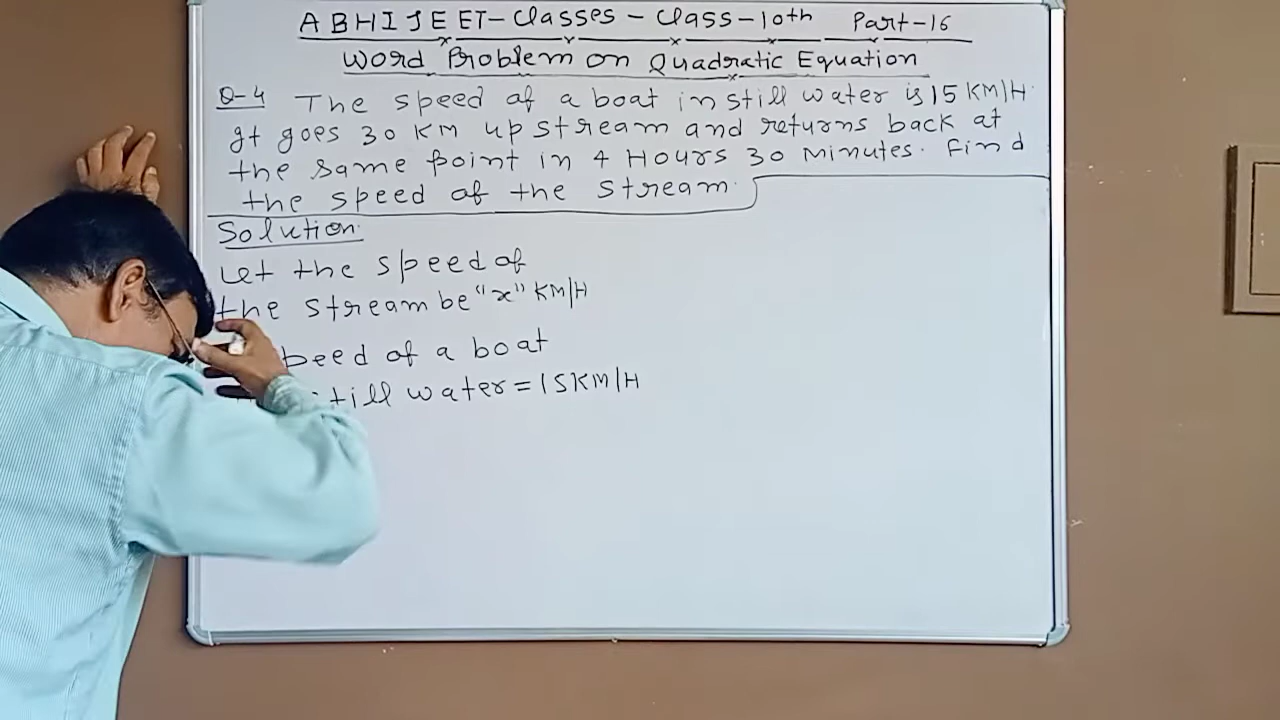 ABHIJEET-Classes-Class-10th Part-16
Word Problem on Quadratic Equation
Q-4 The speed of a boat in still water is 15 KM/H.
It goes 30 KM upstream and returns back at
the same point in 4 Hours 30 Minutes. Find
the speed of the stream.
Solution:
Let the speed of
the stream be "x" KM/H
of a boat
water = 15KM/H